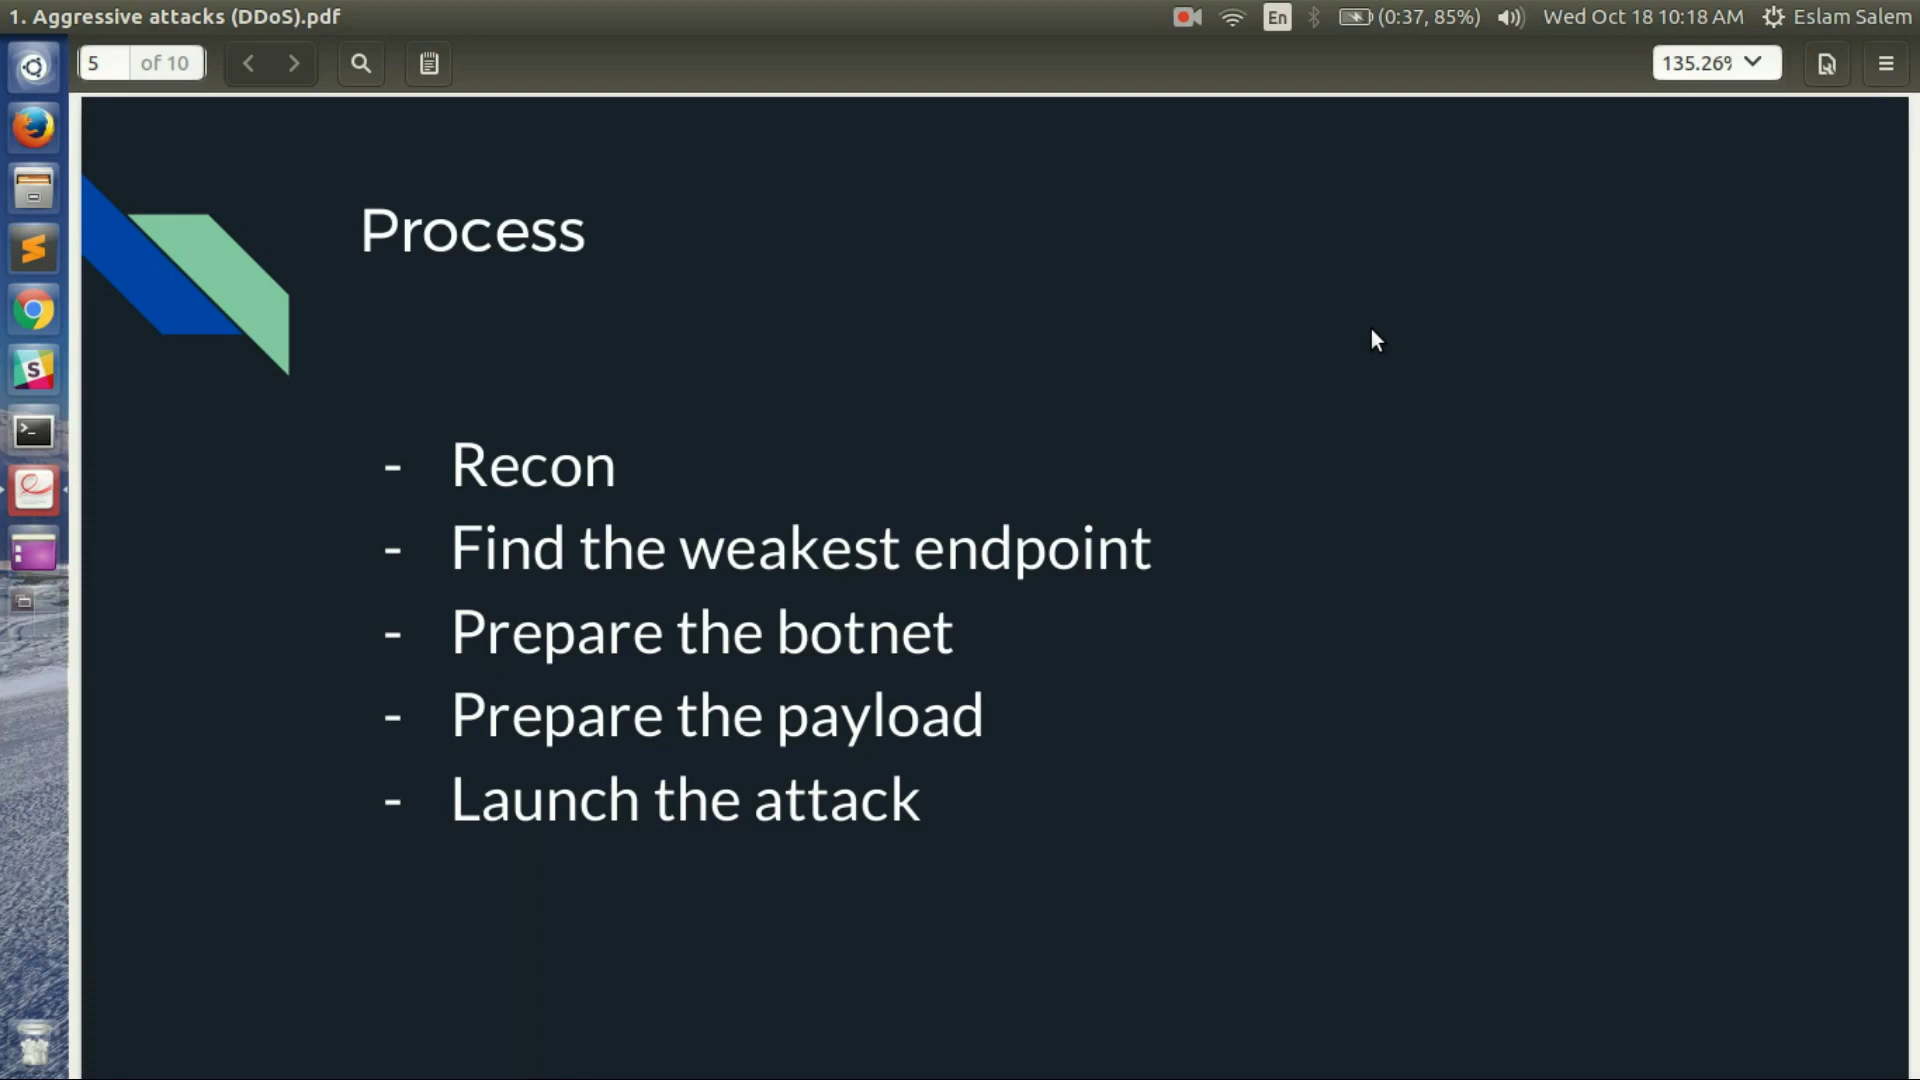 1. Aggressive attacks (DDoS).pdf
En
(0:37, 85%)
Wed Oct 18 10:18 AM
Eslam Salem
5
of 10
135.26%
Process
- Recon
- Find the weakest endpoint
- Prepare the botnet
- Prepare the payload
- Launch the attack